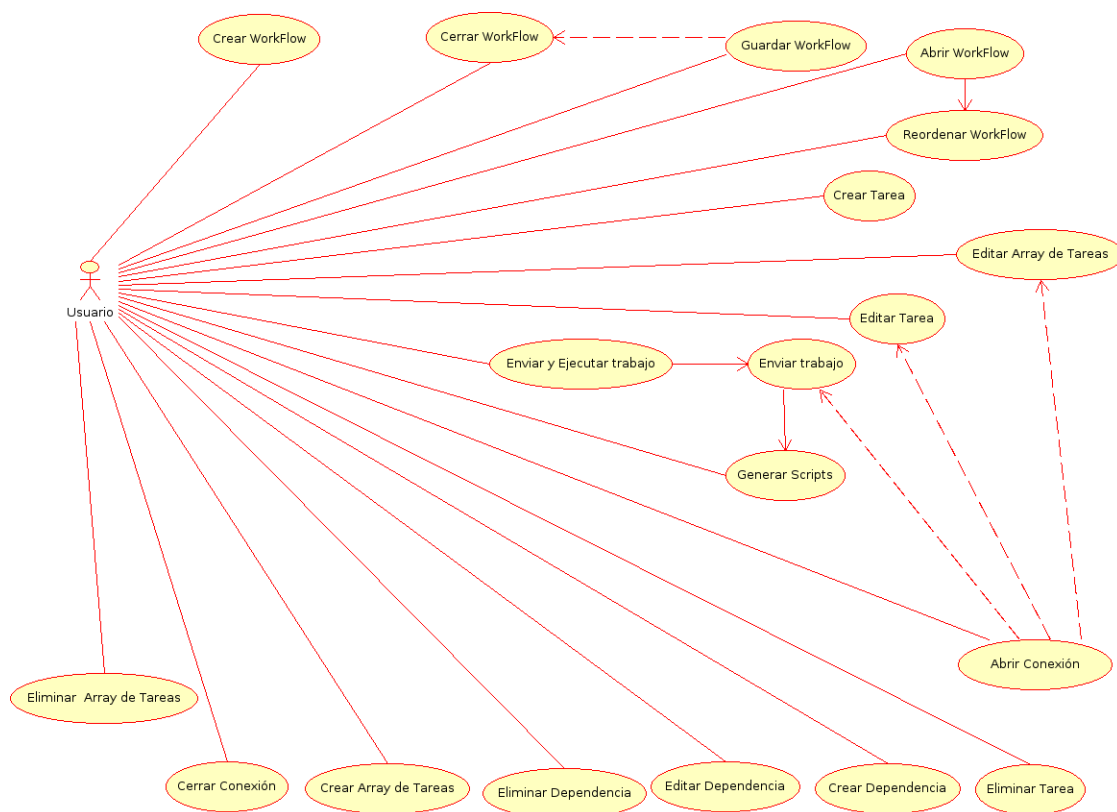 Crear WorkFlow
Cerrar WorkFlow
Guardar WorkFlow
Abrir WorkFlow
Reordenar WorkFlow
Crear Tarea
Editar Array de Tareas
Usuario
Editar Tarea
Enviar y Ejecutar trabajo
Enviar trabajo
Generar Scripts
Abrir Conexión
Eliminar Array de Tareas
Cerrar Conexión
Crear Array de Tareas
Eliminar Dependencia
Editar Dependencia
Crear Dependencia
Eliminar Tarea